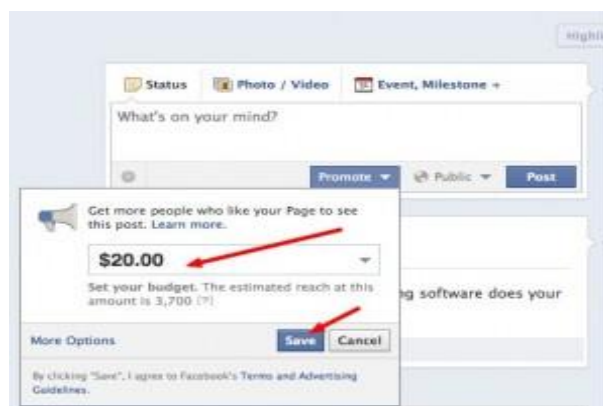 Highli
Status Photo / Video Event, Milestone +
What's on your mind?
Promote Public Post
Get more people who like your Page to see
this post. Learn more.
$20.00
Set your budget. The estimated reach at this
amount is 3,700 [?]
ng software does your
More Options Save Cancel
By clicking "Save", I agree to Facebook's Terms and Advertising
Guidelines.